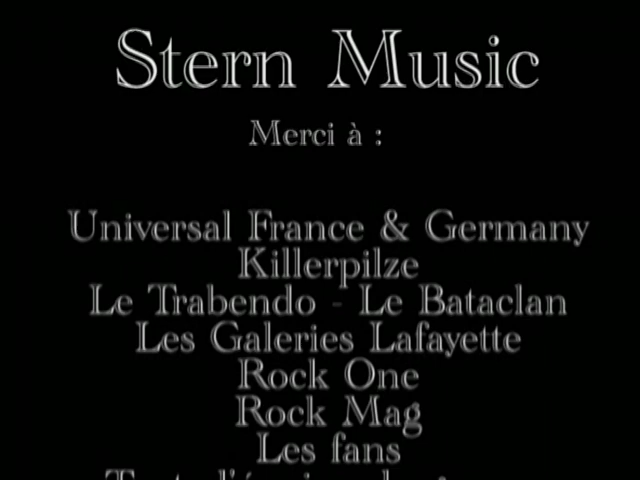 Stern Music
Merci à :
Universal France & Germany
Killerpilze
Le Trabendo - Le Bataclan
Les Galeries Lafayette
Rock One
Rock Mag
Les fans